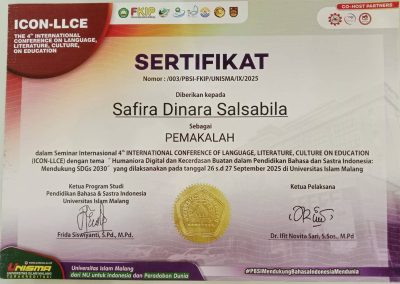 ICON-LLCE
THE 4th INTERNATIONAL
CONFERENCE ON LANGUAGE,
LITERATURE, CULTURE,
ON EDUCATION
FKIP
CO-HOST PARTNERS
SERTIFIKAT
Nomor : /003/PBSI-FKIP/UNISMA/IX/2025
Diberikan kepada
Safira Dinara Salsabila
Sebagai
PEMAKALAH
dalam Seminar Internasional 4th INTERNATIONAL CONFERENCE ON LANGUAGE, LITERATURE, CULTURE ON EDUCATION
(ICON-LLCE) dengan tema " Humaniora Digital dan Kecerdasan Buatan dalam Pendidikan Bahasa dan Sastra Indonesia:
Mendukung SDGs 2030" yang dilaksanakan pada tanggal 26 s.d 27 September 2025 di Universitas Islam Malang
Ketua Program Studi
Pendidikan Bahasa & Sastra Indonesia
Universitas Islam Malang
Ketua Pelaksana
Frida Siswiyanti, S.Pd., M.Pd.
Dr. Ifit Novita Sari, S.Sos., M.Pd
UNISMA
UNIVERSITAS ISLAM MALANG
Universitas Islam Malang
dari NU untuk Indonesia dan Peradaban Dunia
#PBSIMendukungBahasaIndonesiaMendunia